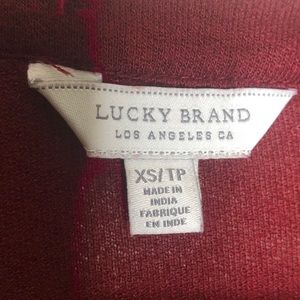 LUCKY BRAND
LOS ANGELES CA
XS/TP
MADE IN
INDIA
FABRIQUE
EN INDE